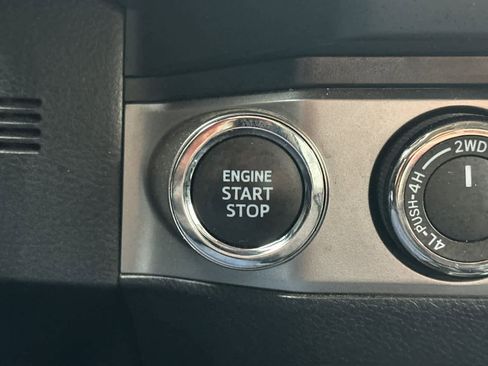 ENGINE
START
STOP
2WD
4L-PUSH-4H